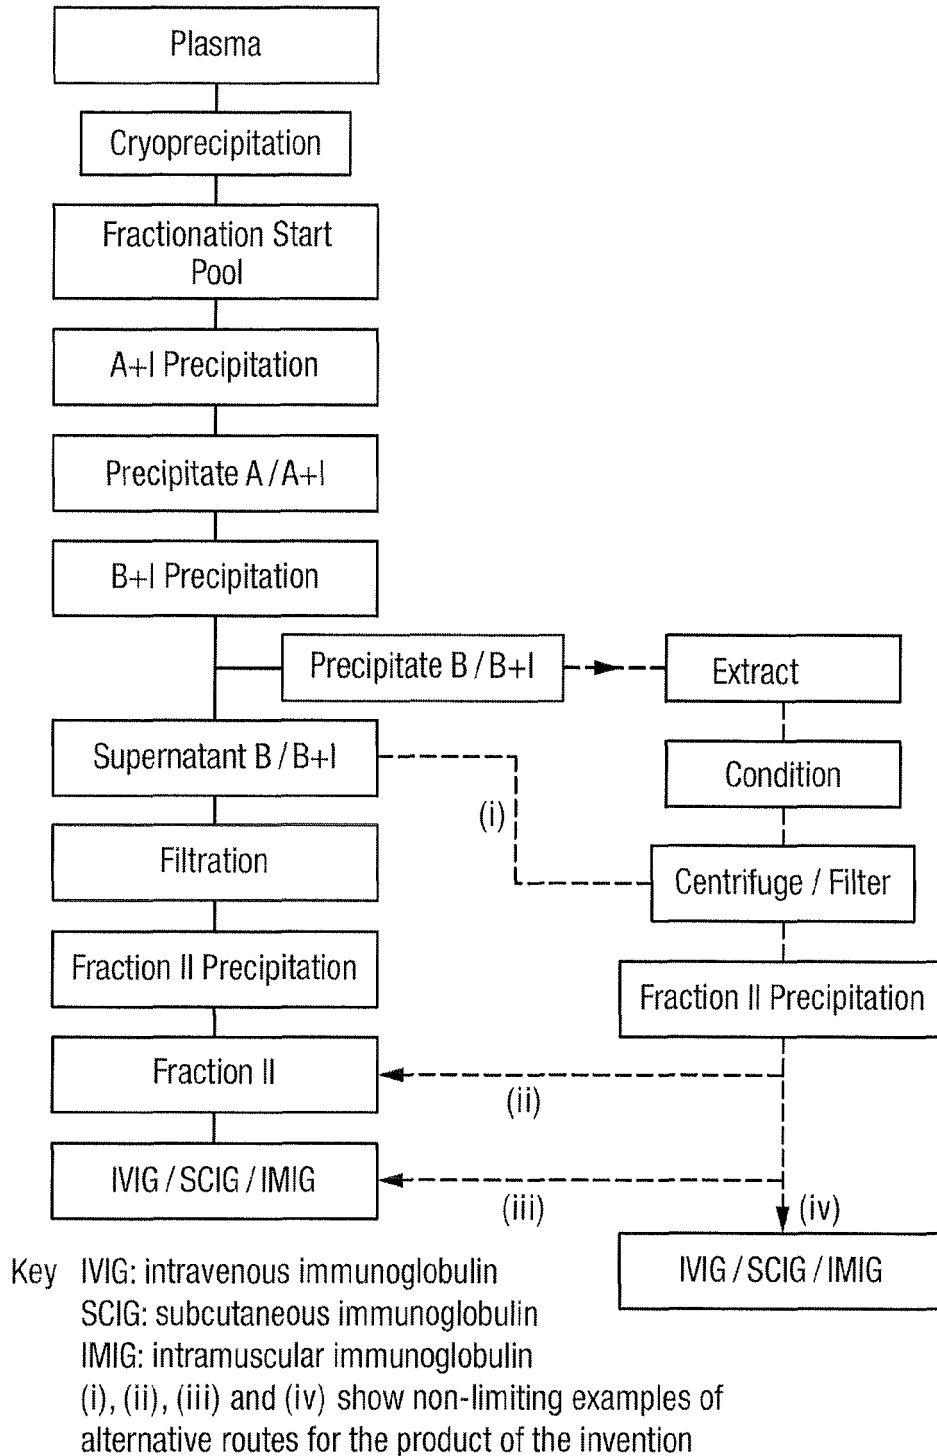 Plasma
Cryoprecipitation
Fractionation Start
Pool
A+I Precipitation
Precipitate A / A+I
B+I Precipitation
Precipitate B / B+I
Extract
Supernatant B / B+I
Condition
(i)
Filtration
Centrifuge / Filter
Fraction II Precipitation
Fraction II Precipitation
Fraction II
(ii)
IVIG / SCIG / IMIG
(iii)
(iv)
IVIG / SCIG / IMIG
Key IVIG: intravenous immunoglobulin
SCIG: subcutaneous immunoglobulin
IMIG: intramuscular immunoglobulin
(i), (ii), (iii) and (iv) show non-limiting examples of
alternative routes for the product of the invention